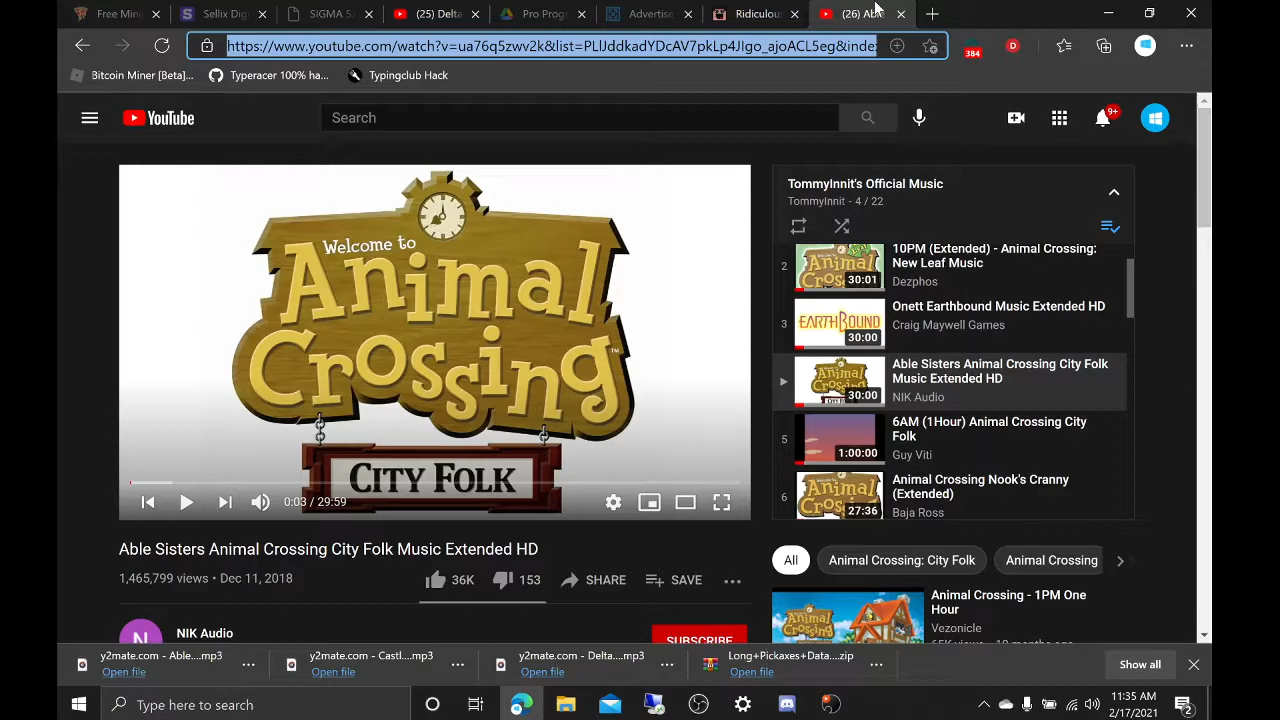 Free Mine
Sellix Dig
SIGMA 5
(25) Delta
Pro Progr
Advertise
Ridiculou
(26) Abl
https://www.youtube.com/watch?v=ua76q5zwv2k&list=PLlJddkadYDcAV7pkLp4JIgo_ajoACL5eg&index
384
D
Bitcoin Miner [Beta]...
Typeracer 100% ha...
Typingclub Hack
YouTube
Search
9+
Welcome to
Animal
Crossing
™
CITY FOLK
0:03 / 29:59
TommyInnit's Official Music
TommyInnit - 4 / 22
2
30:01
10PM (Extended) - Animal Crossing:
New Leaf Music
Dezphos
3
EARTHBOUND
30:00
Onett Earthbound Music Extended HD
Craig Maywell Games
30:00
Able Sisters Animal Crossing City Folk
Music Extended HD
NIK Audio
5
1:00:00
6AM (1Hour) Animal Crossing City
Folk
Guy Viti
6
27:36
Animal Crossing Nook's Cranny
(Extended)
Baja Ross
Able Sisters Animal Crossing City Folk Music Extended HD
1,465,799 views • Dec 11, 2018
36K
153
SHARE
SAVE
N
NIK Audio
SUBSCRIBE
All
Animal Crossing: City Folk
Animal Crossing
Animal Crossing - 1PM One
Hour
Vezonicle
y2mate.com - Able....mp3
Open file
y2mate.com - Castl....mp3
Open file
y2mate.com - Delta....mp3
Open file
Long+Pickaxes+Data....zip
Open file
Show all
Type here to search
11:35 AM
2/17/2021
2